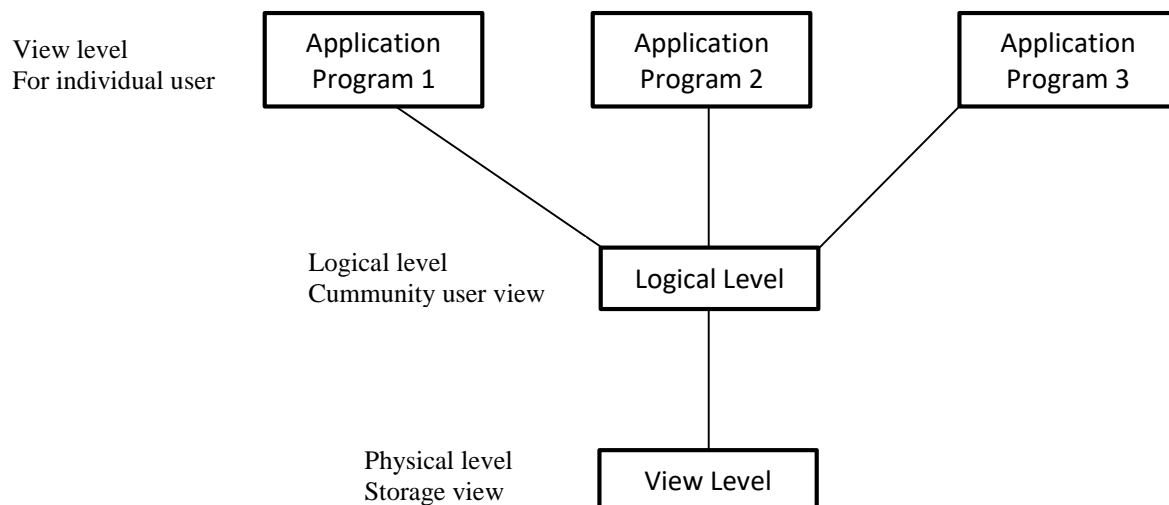 View level
For individual user
Application
Program 1
Application
Program 2
Application
Program 3
Logical level
Cummunity user view
Logical Level
Physical level
Storage view
View Level